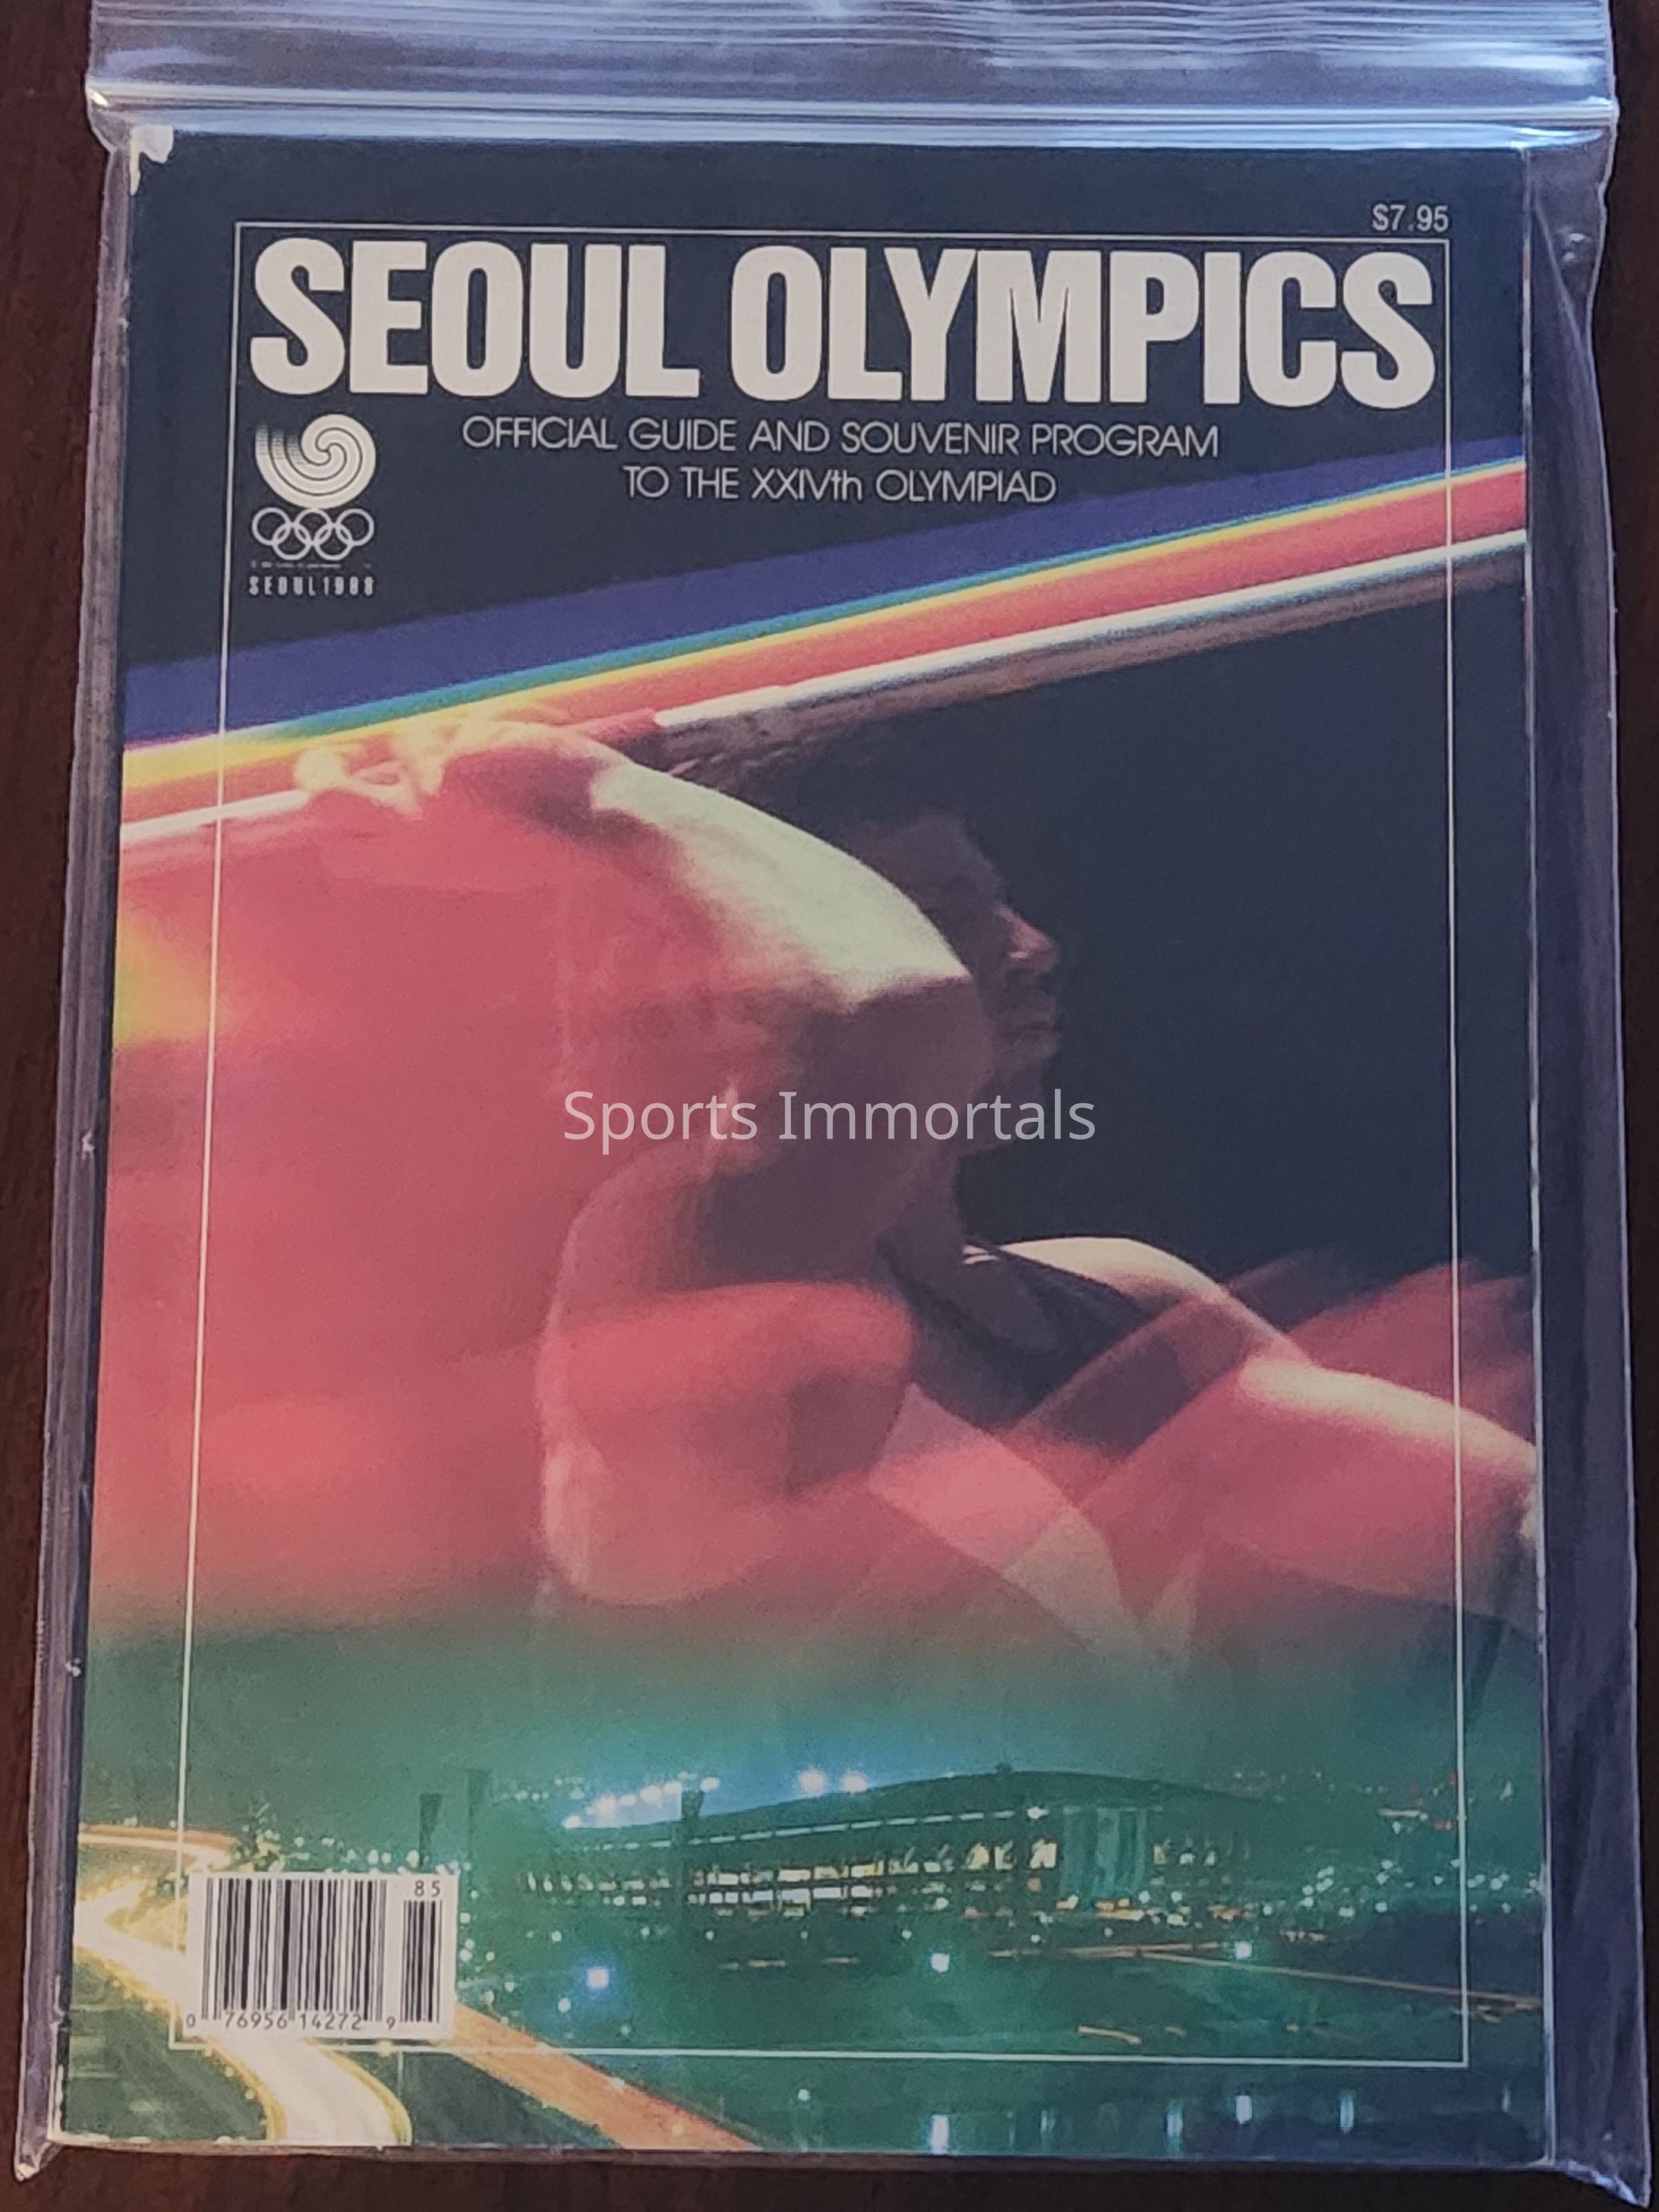 $7.95
SEOUL OLYMPICS
OFFICIAL GUIDE AND SOUVENIR PROGRAM
TO THE XXIVth OLYMPIAD
SEOUL 1988
Sports Immortals
85
0 76956 14272 9